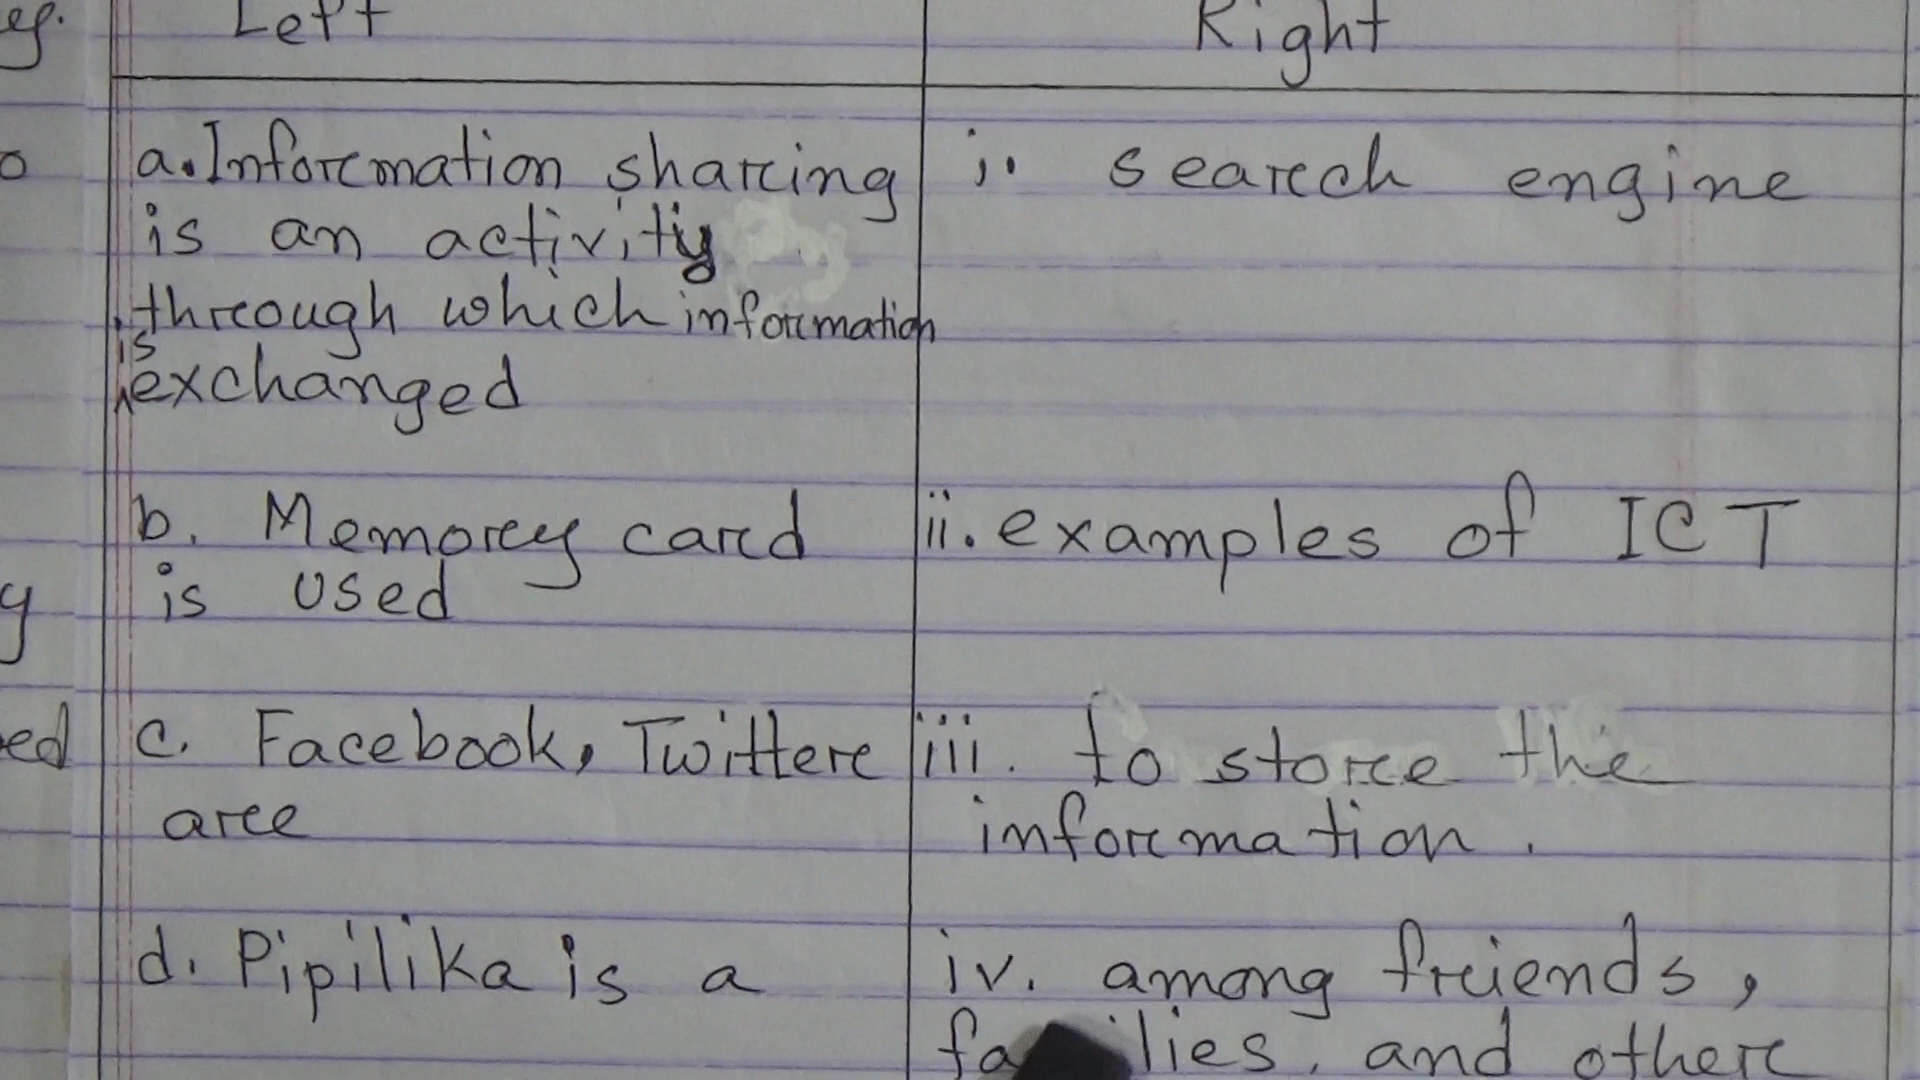 Left Right
a. Information sharing i. search engine
is an activity
through which information
is
exchanged
b. Memory card ii. examples of ICT
is used
c. Facebook, Twitter iii. to store the
are information.
d. Pipilika is a iv. among friends,
lies, and other
y
ed